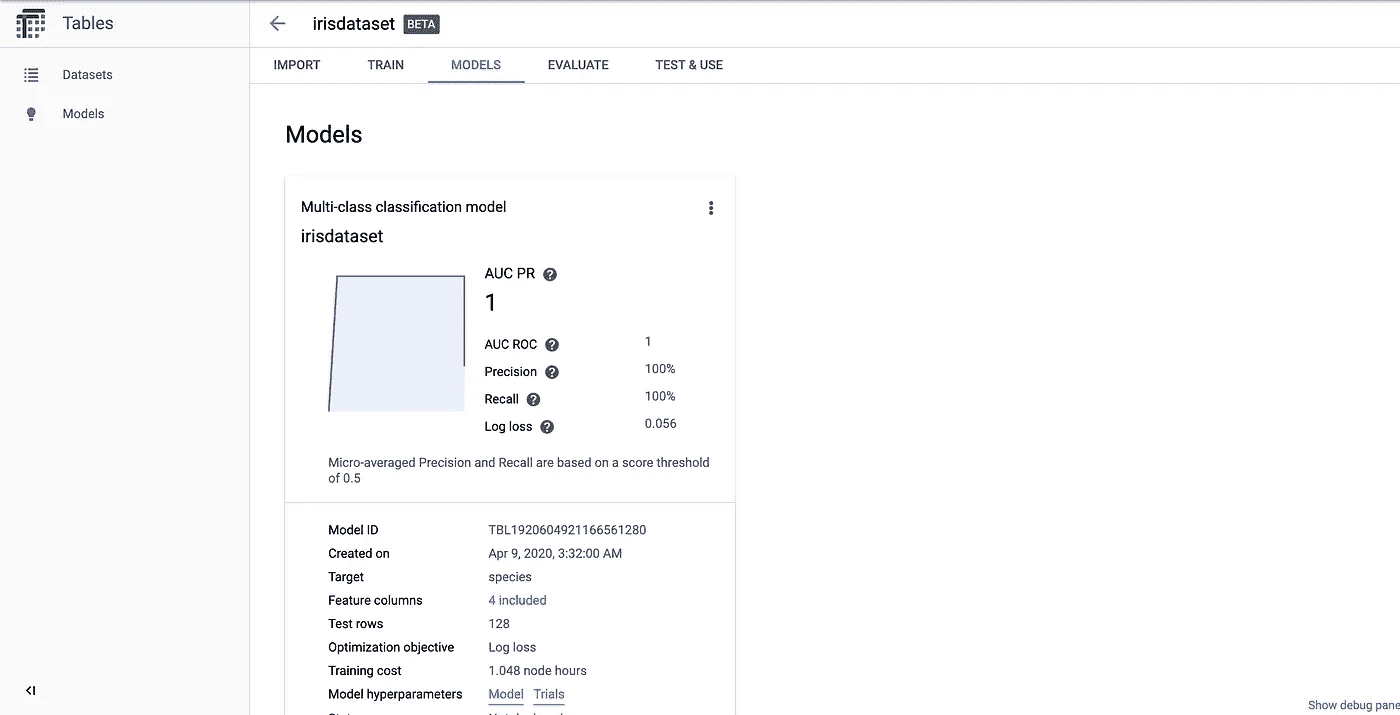 Tables
irisdataset BETA
Datasets
Models
IMPORT TRAIN MODELS EVALUATE TEST & USE
Models
Multi-class classification model
irisdataset
AUC PR
1
AUC ROC 1
Precision 100%
Recall 100%
Log loss 0.056
Micro-averaged Precision and Recall are based on a score threshold
of 0.5
Model ID TBL1920604921166561280
Created on Apr 9, 2020, 3:32:00 AM
Target species
Feature columns 4 included
Test rows 128
Optimization objective Log loss
Training cost 1.048 node hours
Model hyperparameters Model Trials
Show debug pane